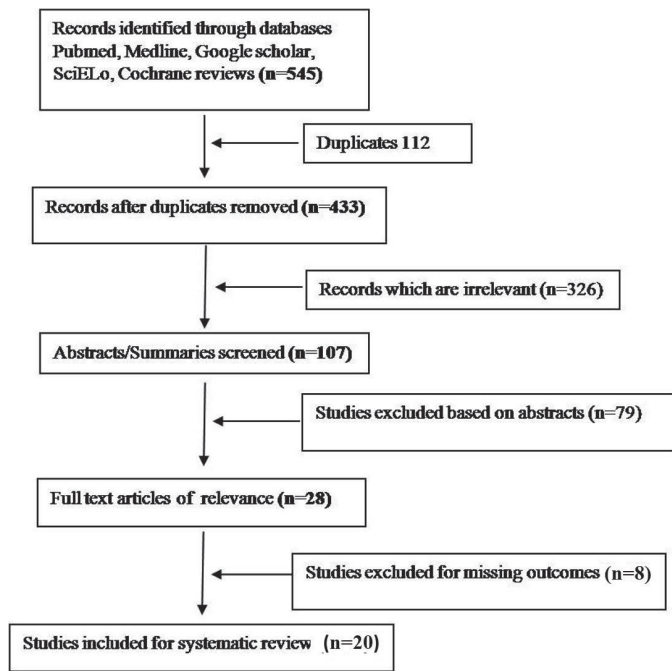 Records identified through databases
Pubmed, Medline, Google scholar,
SciELo, Cochrane reviews (n=545)
Duplicates 112
Records after duplicates removed (n=433)
Records which are irrelevant (n=326)
Abstracts/Summaries screened (n=107)
Studies excluded based on abstracts (n=79)
Full text articles of relevance (n=28)
Studies excluded for missing outcomes (n=8)
Studies included for systematic review (n=20)